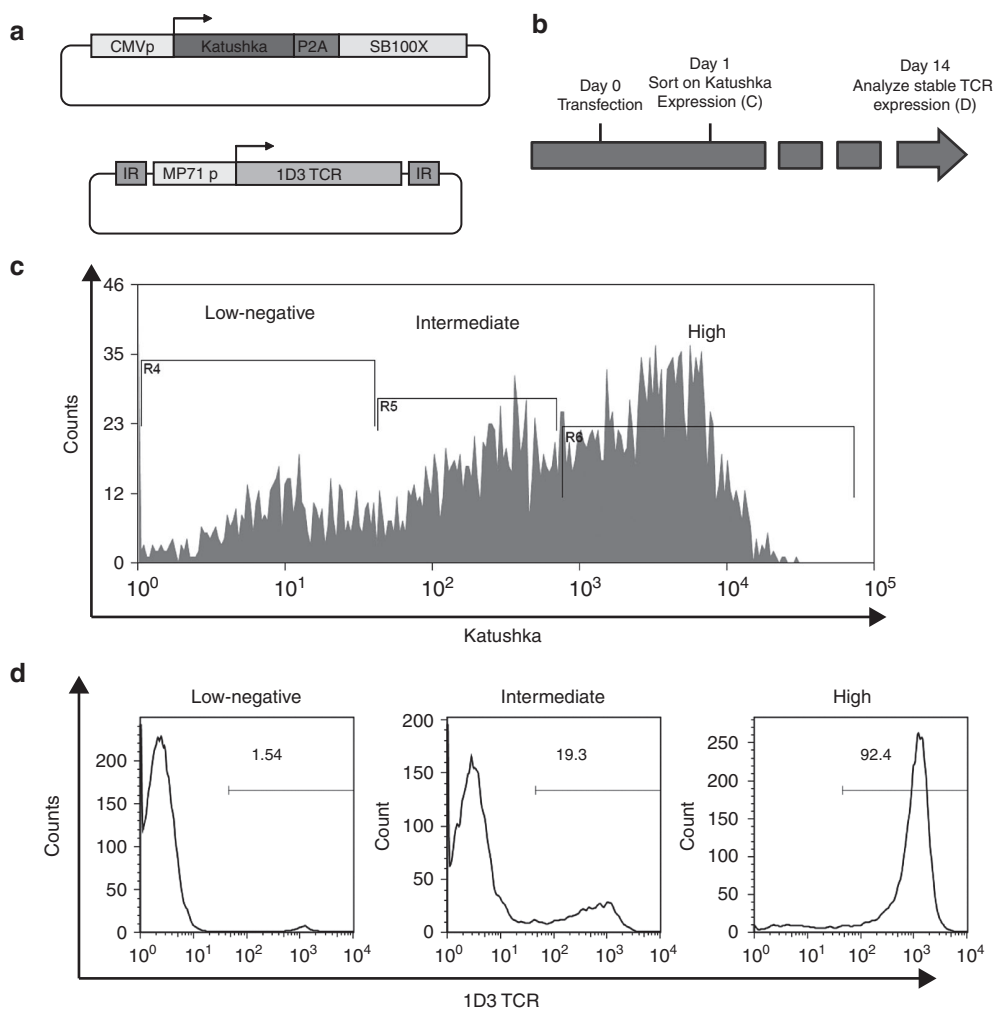 a
CMVp Katushka P2A SB100X
IR MP71 p 1D3 TCR IR
b
Day 0
Transfection
Day 1
Sort on Katushka
Expression (C)
Day 14
Analyze stable TCR
expression (D)
c
Counts
46
35
23
12
0
Low-negative
Intermediate
High
R4
R5
R6
10⁰ 10¹ 10² 10³ 10⁴ 10⁵
Katushka
d
Low-negative
Counts
200
150
100
50
0
1.54
10⁰ 10¹ 10² 10³ 10⁴
Intermediate
Count
200
150
100
50
0
19.3
10⁰ 10¹ 10² 10³ 10⁴
High
Count
250
200
150
100
50
0
92.4
10⁰ 10¹ 10² 10³ 10⁴
1D3 TCR